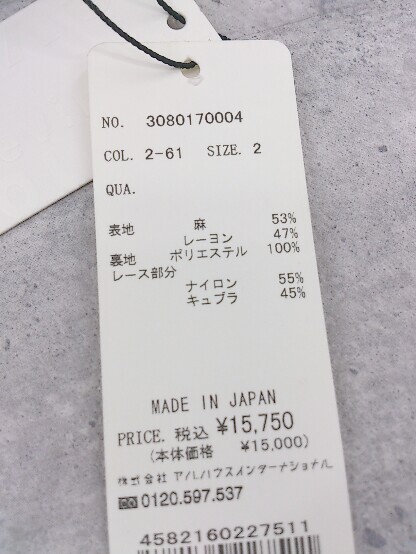 NO. 3080170004
COL. 2-61 SIZE. 2
QUA.
表地 麻 53%
レーヨン 47%
裏地 ポリエステル 100%
レース部分
ナイロン 55%
キュプラ 45%
MADE IN JAPAN
PRICE. 税込 ¥15,750
(本体価格 ¥15,000)
株式会社 アルハウスインターナショナル
0120.597.537
4582160227511